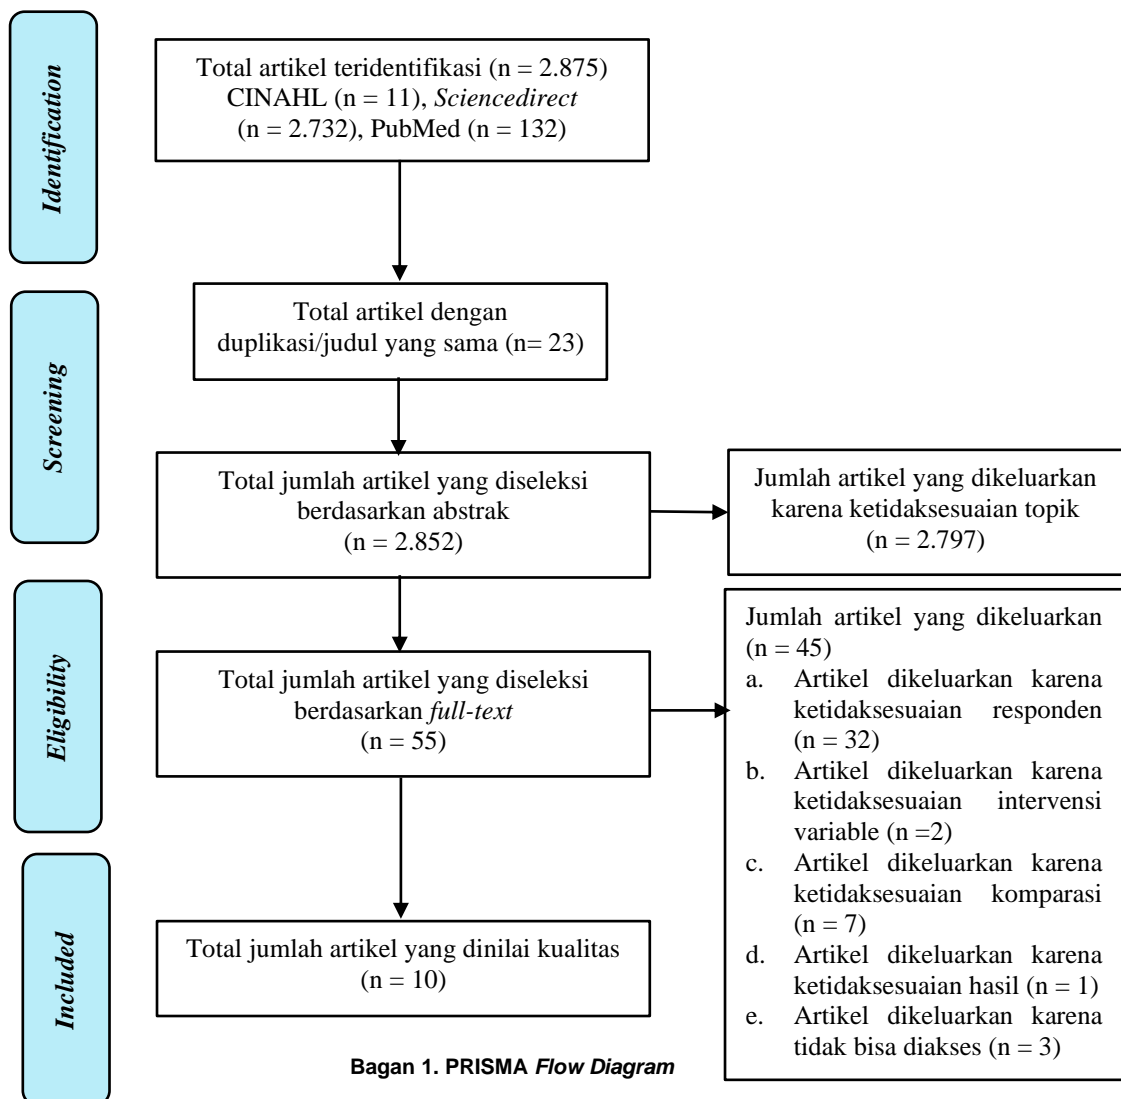 Identification
Total artikel teridentifikasi (n = 2.875)
CINAHL (n = 11), Sciencedirect
(n = 2.732), PubMed (n = 132)
Screening
Total artikel dengan
duplikasi/judul yang sama (n= 23)
Total jumlah artikel yang diseleksi
berdasarkan abstrak
(n = 2.852)
Jumlah artikel yang dikeluarkan
karena ketidaksesuaian topik
(n = 2.797)
Eligibility
Total jumlah artikel yang diseleksi
berdasarkan full-text
(n = 55)
Jumlah artikel yang dikeluarkan
(n = 45)
a. Artikel dikeluarkan karena
ketidaksesuaian responden
(n = 32)
b. Artikel dikeluarkan karena
ketidaksesuaian intervensi
variable (n =2)
c. Artikel dikeluarkan karena
ketidaksesuaian komparasi
(n = 7)
d. Artikel dikeluarkan karena
ketidaksesuaian hasil (n = 1)
e. Artikel dikeluarkan karena
tidak bisa diakses (n = 3)
Included
Total jumlah artikel yang dinilai kualitas
(n = 10)
Bagan 1. PRISMA Flow Diagram